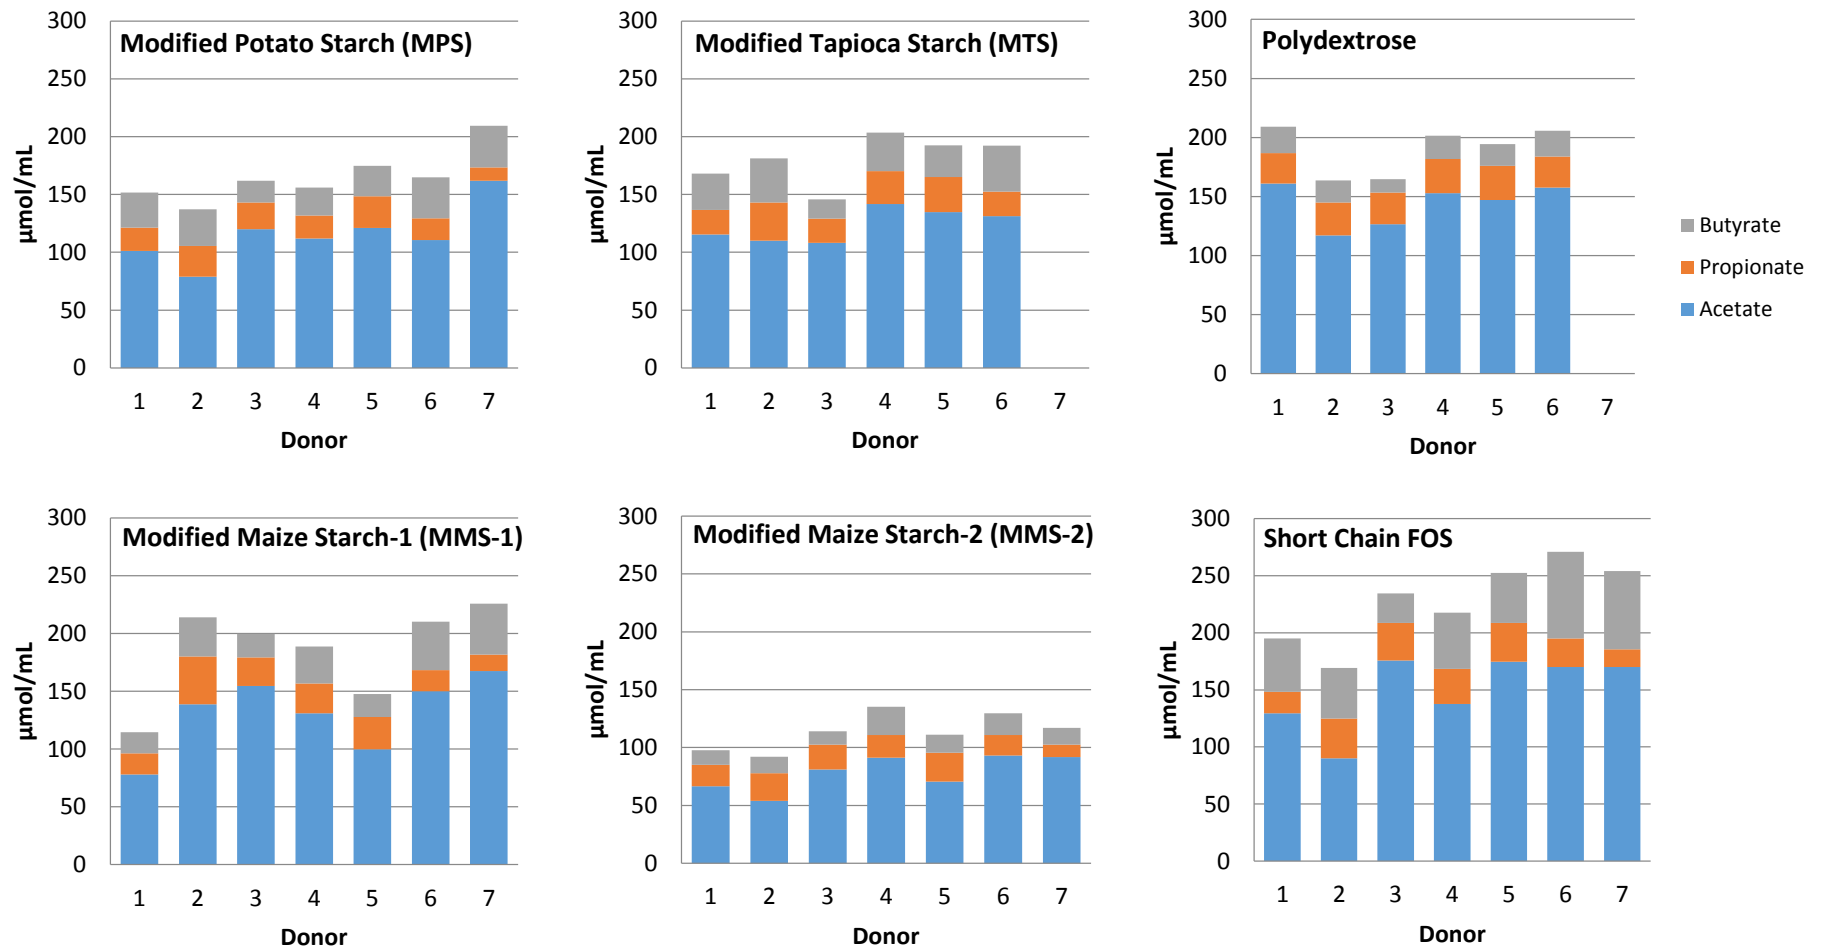 Modified Potato Starch (MPS)
300
250
200
150
100
50
0
µmol/mL
1 2 3 4 5 6 7
Donor
Modified Tapioca Starch (MTS)
300
250
200
150
100
50
0
µmol/mL
1 2 3 4 5 6 7
Donor
Polydextrose
300
250
200
150
100
50
0
µmol/mL
1 2 3 4 5 6 7
Donor
Butyrate
Propionate
Acetate
Modified Maize Starch-1 (MMS-1)
300
250
200
150
100
50
0
µmol/mL
1 2 3 4 5 6 7
Donor
Modified Maize Starch-2 (MMS-2)
300
250
200
150
100
50
0
µmol/mL
1 2 3 4 5 6 7
Donor
Short Chain FOS
300
250
200
150
100
50
0
µmol/mL
1 2 3 4 5 6 7
Donor